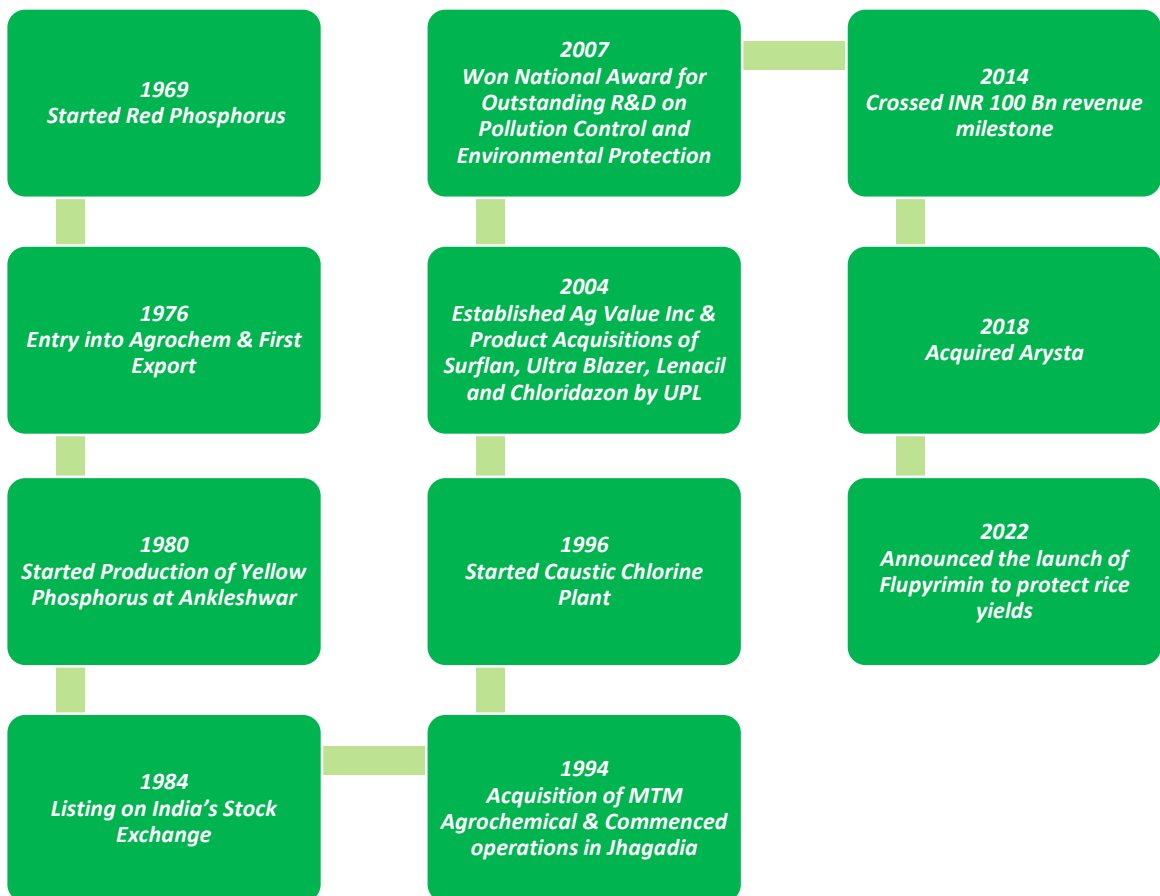 1969
Started Red Phosphorus
1976
Entry into Agrochem & First
Export
1980
Started Production of Yellow
Phosphorus at Ankleshwar
1984
Listing on India’s Stock
Exchange
1994
Acquisition of MTM
Agrochemical & Commenced
operations in Jhagadia
1996
Started Caustic Chlorine
Plant
2004
Established Ag Value Inc &
Product Acquisitions of
Surflan, Ultra Blazer, Lenacil
and Chloridazon by UPL
2007
Won National Award for
Outstanding R&D on
Pollution Control and
Environmental Protection
2014
Crossed INR 100 Bn revenue
milestone
2018
Acquired Arysta
2022
Announced the launch of
Flupyrimin to protect rice
yields